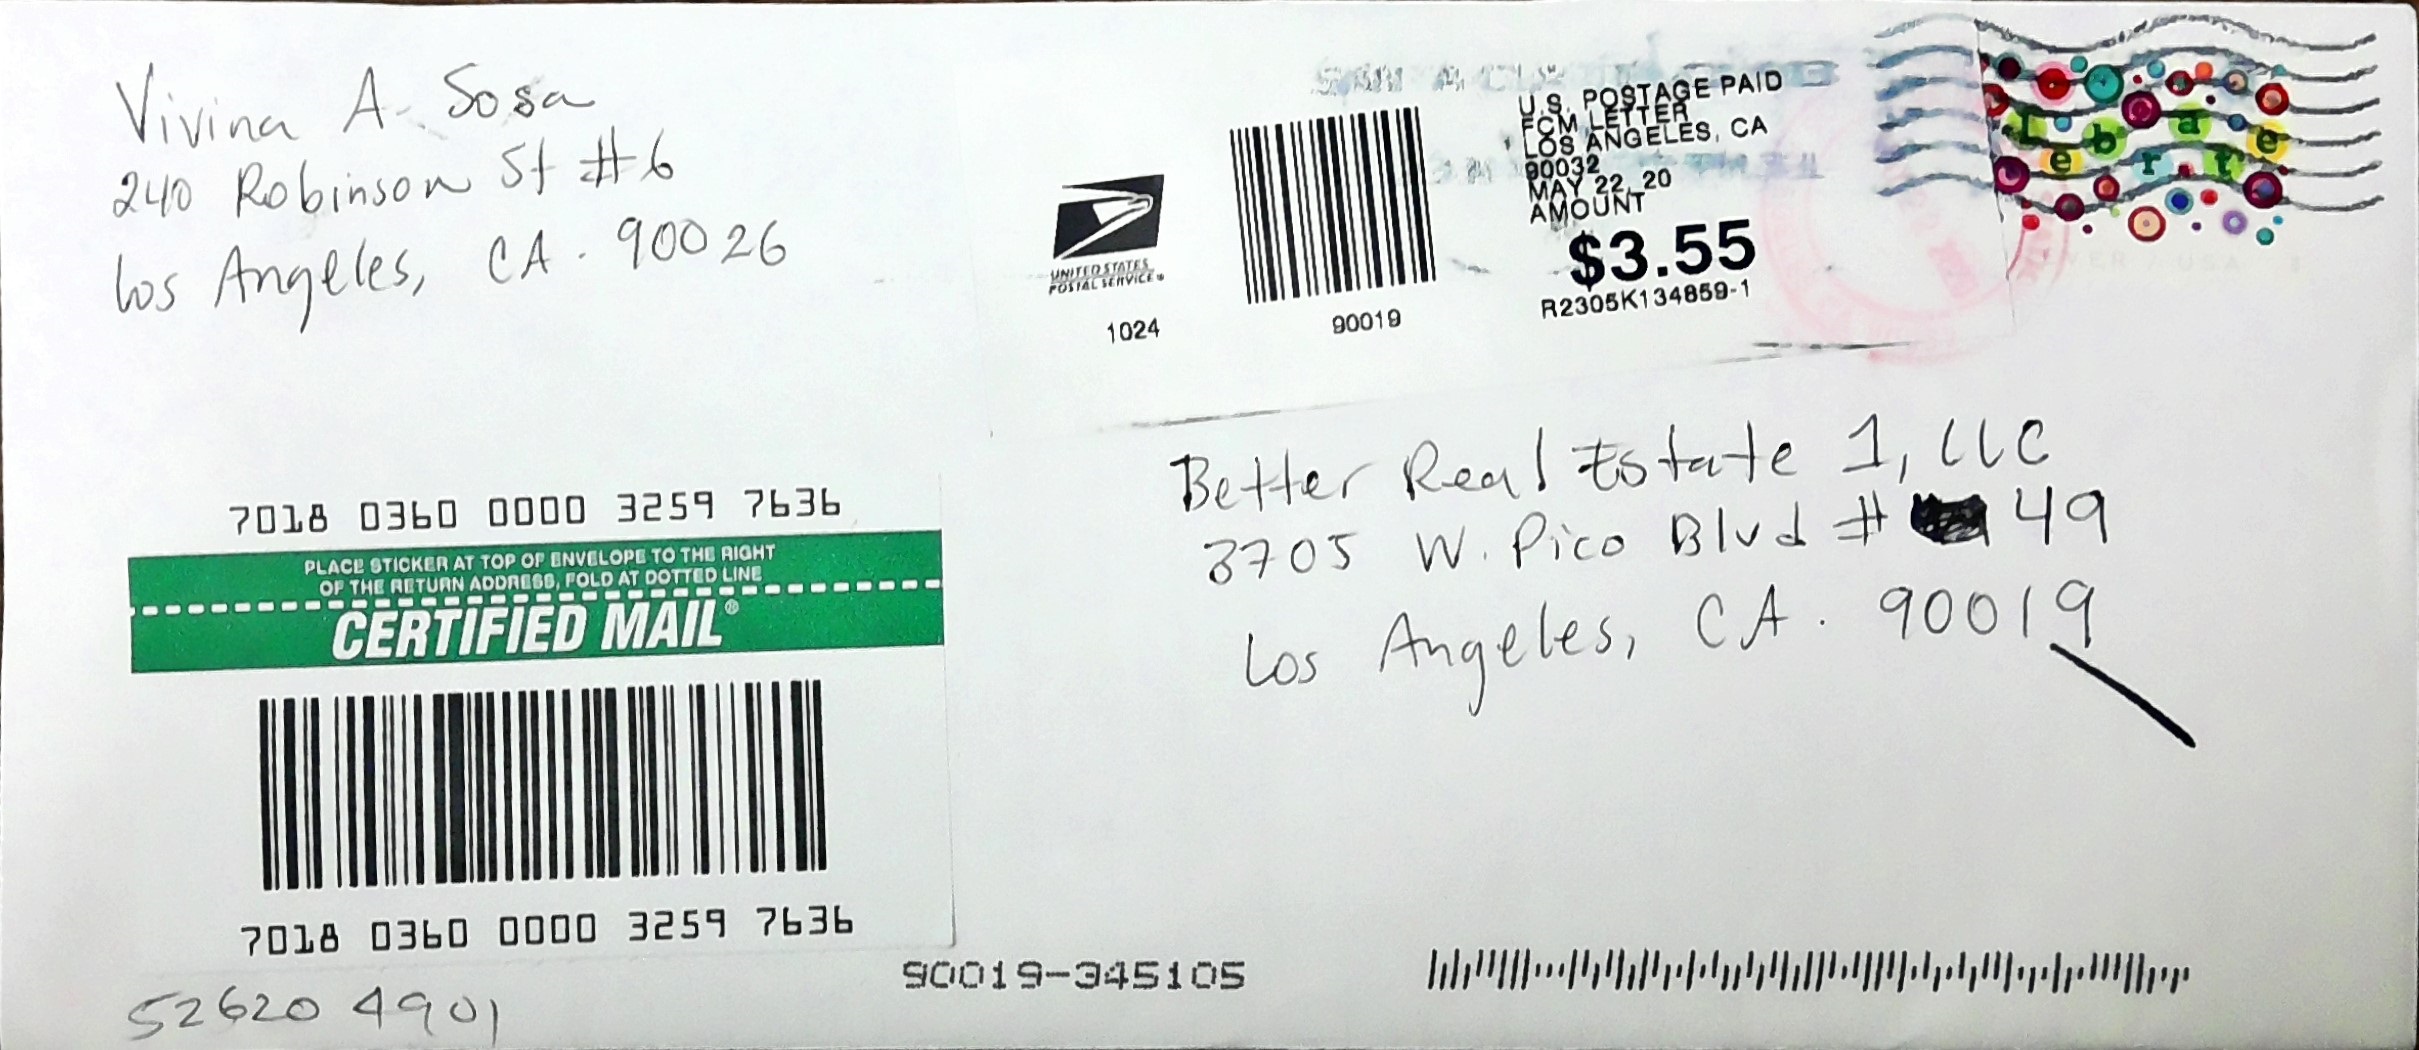 Vivina A. Sosa
240 Robinson St #6
Los Angeles, CA. 90026
UNITED STATES
POSTAL SERVICE®
1024
90019
U.S. POSTAGE PAID
FCM LETTER
LOS ANGELES, CA
90032
MAY 22, 20
AMOUNT
$3.55
R2305K134859-1
Celebrate
Better Real Estate 1, LLC
3705 W. Pico Blvd # 49
Los Angeles, CA. 90019
7018 0360 0000 3259 7636
PLACE STICKER AT TOP OF ENVELOPE TO THE RIGHT
OF THE RETURN ADDRESS, FOLD AT DOTTED LINE
CERTIFIED MAIL®
7018 0360 0000 3259 7636
90019-345105
52620 4901